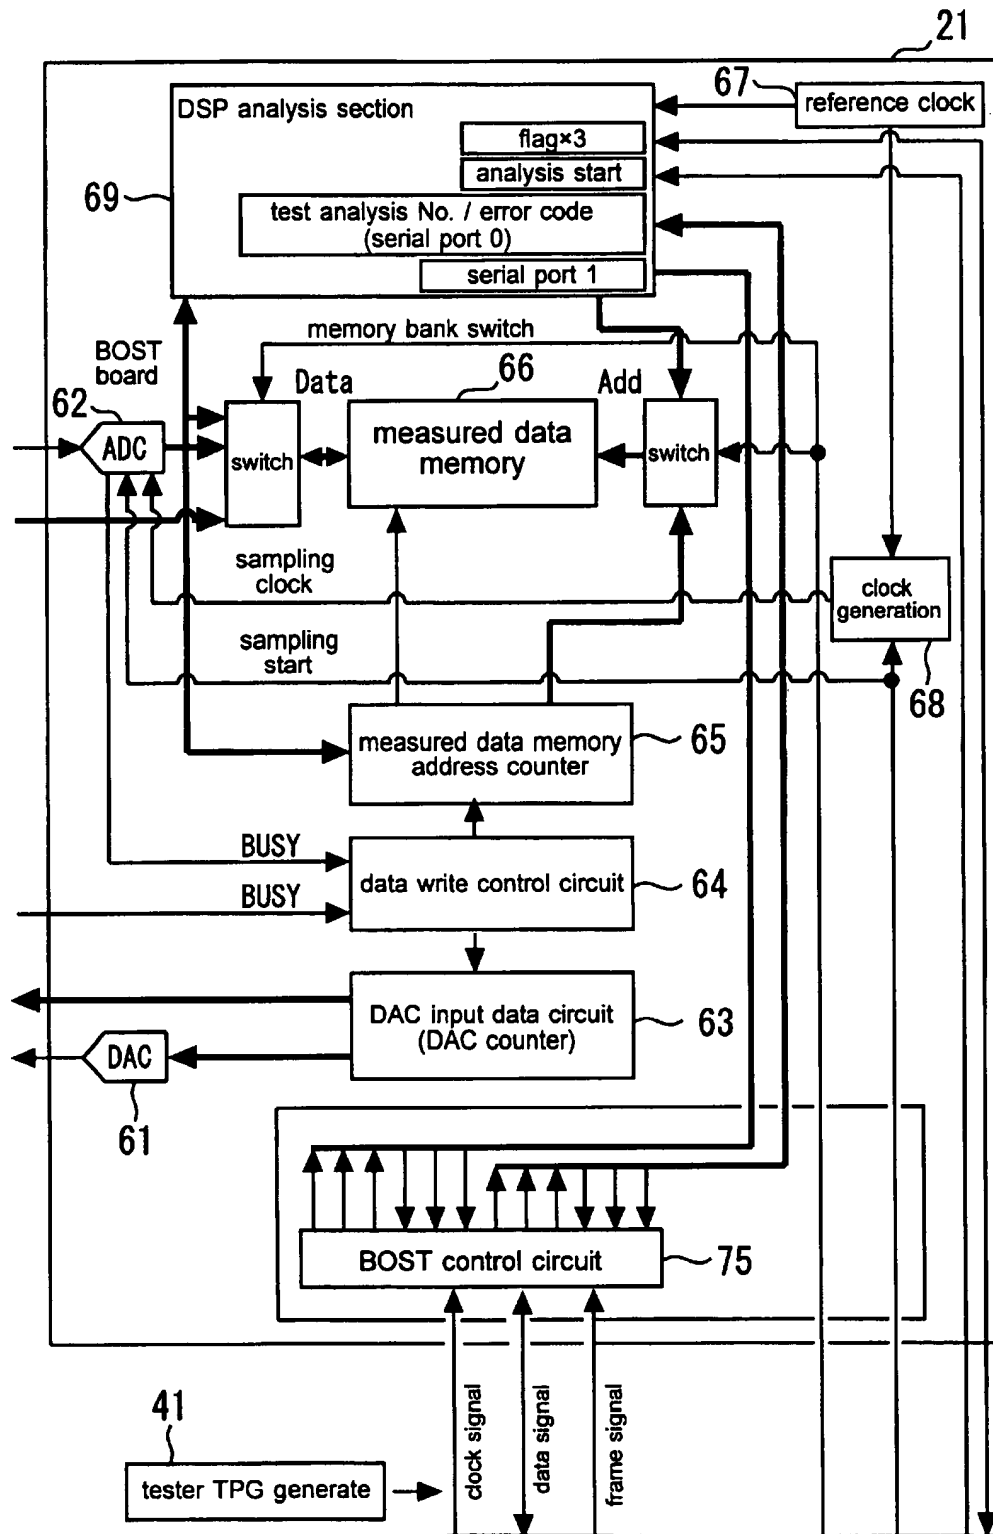 21
67
reference clock
DSP analysis section
flag×3
analysis start
69
test analysis No. / error code
(serial port 0)
serial port 1
memory bank switch
BOST
board
Data
66
Add
62
ADC
switch
measured data
memory
switch
sampling
clock
clock
generation
sampling
start
68
measured data memory
address counter
65
BUSY
data write control circuit
64
BUSY
DAC input data circuit
(DAC counter)
63
DAC
61
BOST control circuit
75
clock signal
data signal
frame signal
41
tester TPG generate